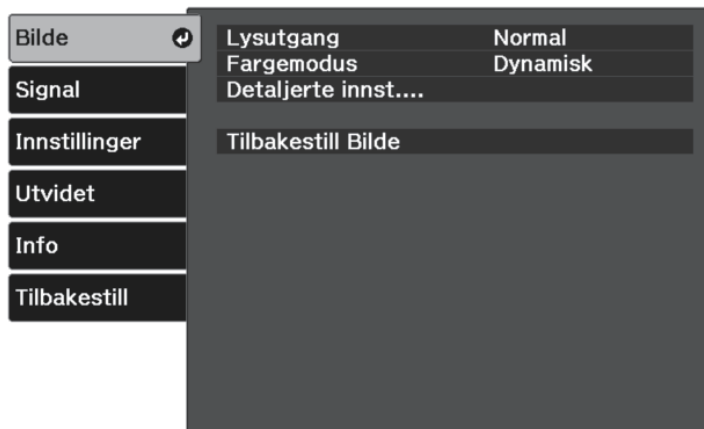 Bilde
Signal
Innstillinger
Utvidet
Info
Tilbakestill
Lysutgang Normal
Fargemodus Dynamisk
Detaljerte innst....
Tilbakestill Bilde